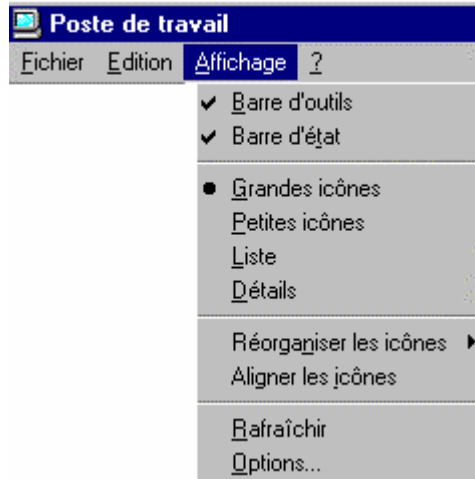 Poste de travail
Fichier Edition Affichage ?
Barre d'outils
Barre d'état
Grandes icônes
Petites icônes
Liste
Détails
Réorganiser les icônes
Aligner les icônes
Rafraîchir
Options...